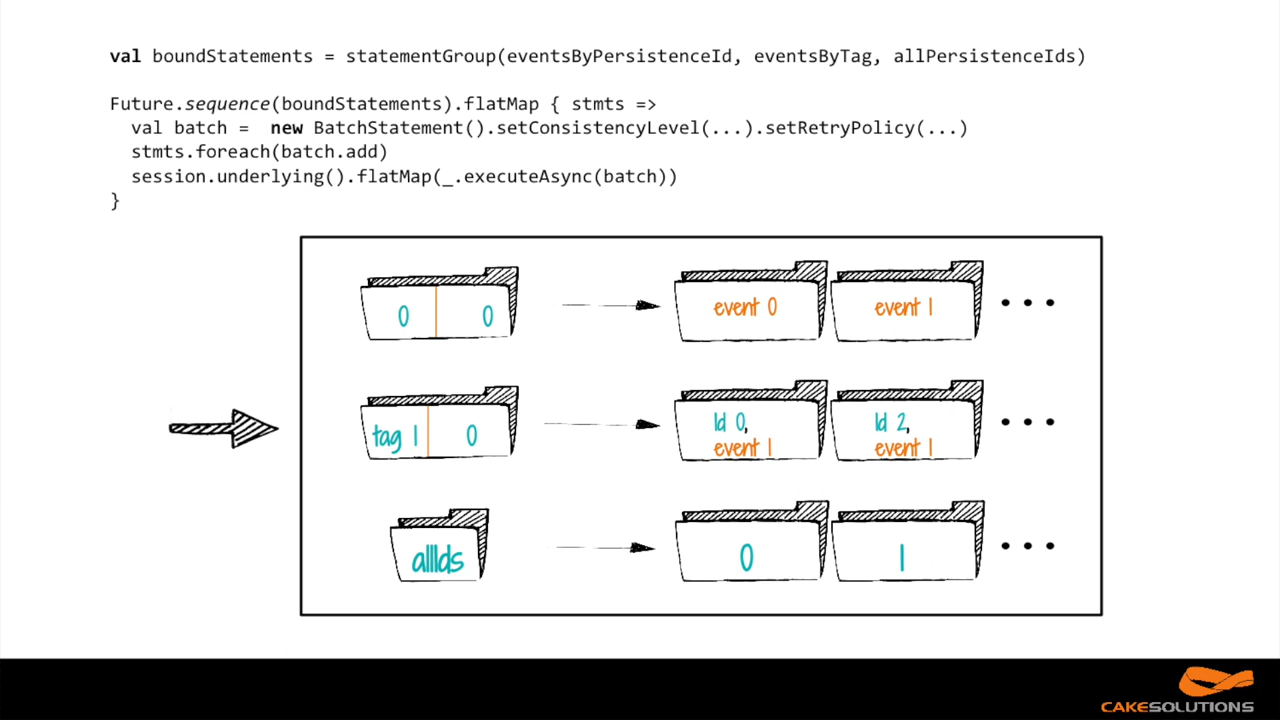 val boundStatements = statementGroup(eventsByPersistenceId, eventsByTag, allPersistenceIds)
Future.sequence(boundStatements).flatMap { stmts =>
val batch = new BatchStatement().setConsistencyLevel(...).setRetryPolicy(...)
stmts.foreach(batch.add)
session.underlying().flatMap(_.executeAsync(batch))
}
0 0 event 0 event 1 ...
tag 1 0 Id 0, event 1 Id 2, event 1 ...
allIds 0 1 ...
CAKESOLUTIONS